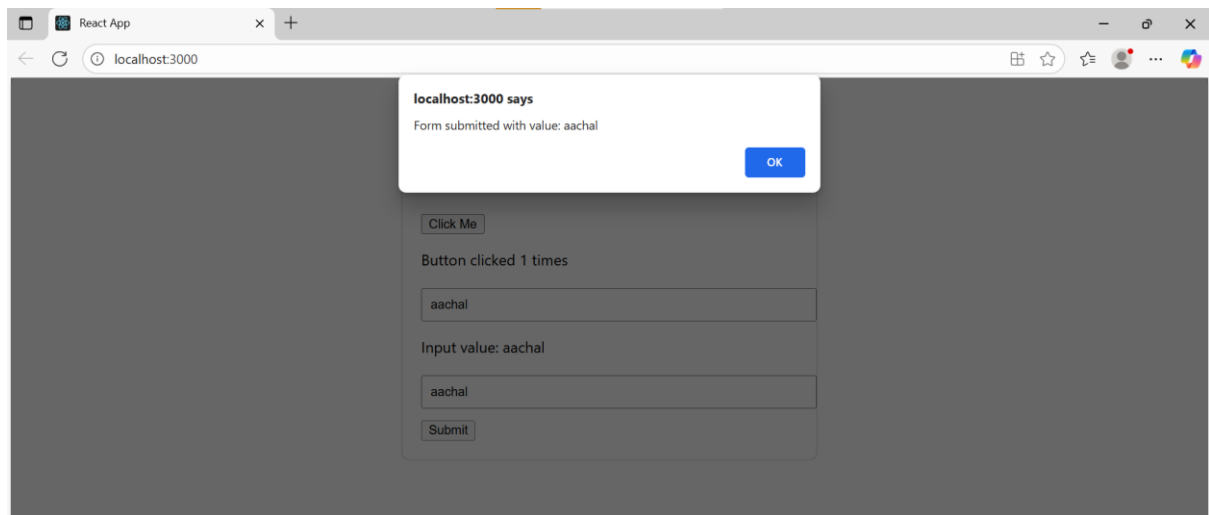 React App
localhost:3000
localhost:3000 says
Form submitted with value: aachal
OK
Click Me
Button clicked 1 times
aachal
Input value: aachal
aachal
Submit